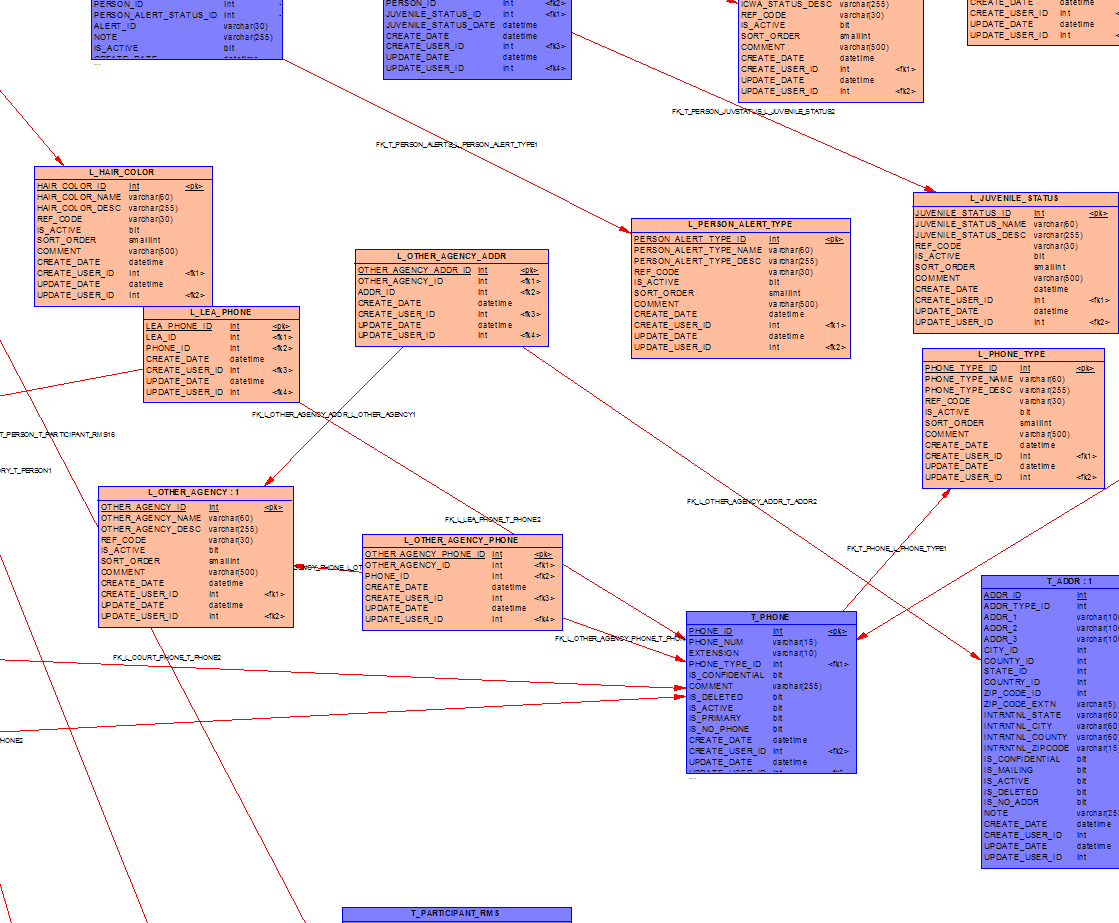 PERSON_ID int
PERSON_ALERT_STATUS_ID int
ALERT_ID varchar(30)
NOTE varchar(255)
IS_ACTIVE bit
PERSON_ID int <fk2>
JUVENILE_STATUS_ID int <fk1>
JUVENILE_STATUS_DATE datetime
CREATE_DATE datetime
CREATE_USER_ID int <fk3>
UPDATE_DATE datetime
UPDATE_USER_ID int <fk4>
ICWA_STATUS_DESC varchar(255)
REF_CODE varchar(30)
IS_ACTIVE bit
SORT_ORDER smallint
COMMENT varchar(500)
CREATE_DATE datetime
CREATE_USER_ID int <fk1>
UPDATE_DATE datetime
UPDATE_USER_ID int <fk2>
CREATE_DATE datetime
CREATE_USER_ID int
UPDATE_DATE datetime
UPDATE_USER_ID int
FK_T_PERSON_JUVSTATUS_L_JUVENILE_STATUS2
FK_T_PERSON_ALERTS_L_PERSON_ALERT_TYPE1
L_HAIR_COLOR
HAIR_COLOR_ID int <pk>
HAIR_COLOR_NAME varchar(60)
HAIR_COLOR_DESC varchar(255)
REF_CODE varchar(30)
IS_ACTIVE bit
SORT_ORDER smallint
COMMENT varchar(500)
CREATE_DATE datetime
CREATE_USER_ID int <fk1>
UPDATE_DATE datetime
UPDATE_USER_ID int <fk2>
L_JUVENILE_STATUS
JUVENILE_STATUS_ID int <pk>
JUVENILE_STATUS_NAME varchar(60)
JUVENILE_STATUS_DESC varchar(255)
REF_CODE varchar(30)
IS_ACTIVE bit
SORT_ORDER smallint
COMMENT varchar(500)
CREATE_DATE datetime
CREATE_USER_ID int <fk1>
UPDATE_DATE datetime
UPDATE_USER_ID int <fk2>
L_PERSON_ALERT_TYPE
PERSON_ALERT_TYPE_ID int <pk>
PERSON_ALERT_TYPE_NAME varchar(60)
PERSON_ALERT_TYPE_DESC varchar(255)
REF_CODE varchar(30)
IS_ACTIVE bit
SORT_ORDER smallint
COMMENT varchar(500)
CREATE_DATE datetime
CREATE_USER_ID int <fk1>
UPDATE_DATE datetime
UPDATE_USER_ID int <fk2>
L_OTHER_AGENCY_ADDR
OTHER_AGENCY_ADDR_ID int <pk>
OTHER_AGENCY_ID int <fk1>
ADDR_ID int <fk2>
CREATE_DATE datetime
CREATE_USER_ID int <fk3>
UPDATE_DATE datetime
UPDATE_USER_ID int <fk4>
L_LEA_PHONE
LEA_PHONE_ID int <pk>
LEA_ID int <fk1>
PHONE_ID int <fk2>
CREATE_DATE datetime
CREATE_USER_ID int <fk3>
UPDATE_DATE datetime
UPDATE_USER_ID int <fk4>
L_PHONE_TYPE
PHONE_TYPE_ID int <pk>
PHONE_TYPE_NAME varchar(60)
PHONE_TYPE_DESC varchar(255)
REF_CODE varchar(30)
IS_ACTIVE bit
SORT_ORDER smallint
COMMENT varchar(500)
CREATE_DATE datetime
CREATE_USER_ID int <fk1>
UPDATE_DATE datetime
UPDATE_USER_ID int <fk2>
FK_L_OTHER_AGENCY_ADDR_L_OTHER_AGENCY1
T_PERSON_T_PARTICIPANT_RMS16
RY_T_PERSON1
L_OTHER_AGENCY : 1
OTHER_AGENCY_ID int <pk>
OTHER_AGENCY_NAME varchar(60)
OTHER_AGENCY_DESC varchar(255)
REF_CODE varchar(30)
IS_ACTIVE bit
SORT_ORDER smallint
COMMENT varchar(500)
CREATE_DATE datetime
CREATE_USER_ID int <fk1>
UPDATE_DATE datetime
UPDATE_USER_ID int <fk2>
FK_L_OTHER_AGENCY_ADDR_T_ADDR2
FK_L_LEA_PHONE_T_PHONE2
L_OTHER_AGENCY_PHONE
OTHER_AGENCY_PHONE_ID int <pk>
OTHER_AGENCY_ID int <fk1>
PHONE_ID int <fk2>
CREATE_DATE datetime
CREATE_USER_ID int <fk3>
UPDATE_DATE datetime
UPDATE_USER_ID int <fk4>
FK_T_PHONE_L_PHONE_TYPE1
FK_L_OTHER_AGENCY_PHONE_T_PHON
FK_L_COURT_PHONE_T_PHONE2
HONE2
T_PHONE
PHONE_ID int <pk>
PHONE_NUM varchar(15)
EXTENSION varchar(10)
PHONE_TYPE_ID int <fk1>
IS_CONFIDENTIAL bit
COMMENT varchar(255)
IS_DELETED bit
IS_ACTIVE bit
IS_PRIMARY bit
IS_NO_PHONE bit
CREATE_DATE datetime
CREATE_USER_ID int <fk2>
UPDATE_DATE datetime
T_ADDR : 1
ADDR_ID int
ADDR_TYPE_ID int
ADDR_1 varchar(10
ADDR_2 varchar(10
ADDR_3 varchar(10
CITY_ID int
COUNTY_ID int
STATE_ID int
COUNTRY_ID int
ZIP_CODE_ID int
ZIP_CODE_EXTN varchar(5)
INTRNTNL_STATE varchar(60
INTRNTNL_CITY varchar(60
INTRNTNL_COUNTY varchar(60
INTRNTNL_ZIPCODE varchar(15
IS_CONFIDENTIAL bit
IS_MAILING bit
IS_ACTIVE bit
IS_DELETED bit
IS_NO_ADDR bit
NOTE varchar(25
CREATE_DATE datetime
CREATE_USER_ID int
UPDATE_DATE datetime
UPDATE_USER_ID int
T_PARTICIPANT_RMS